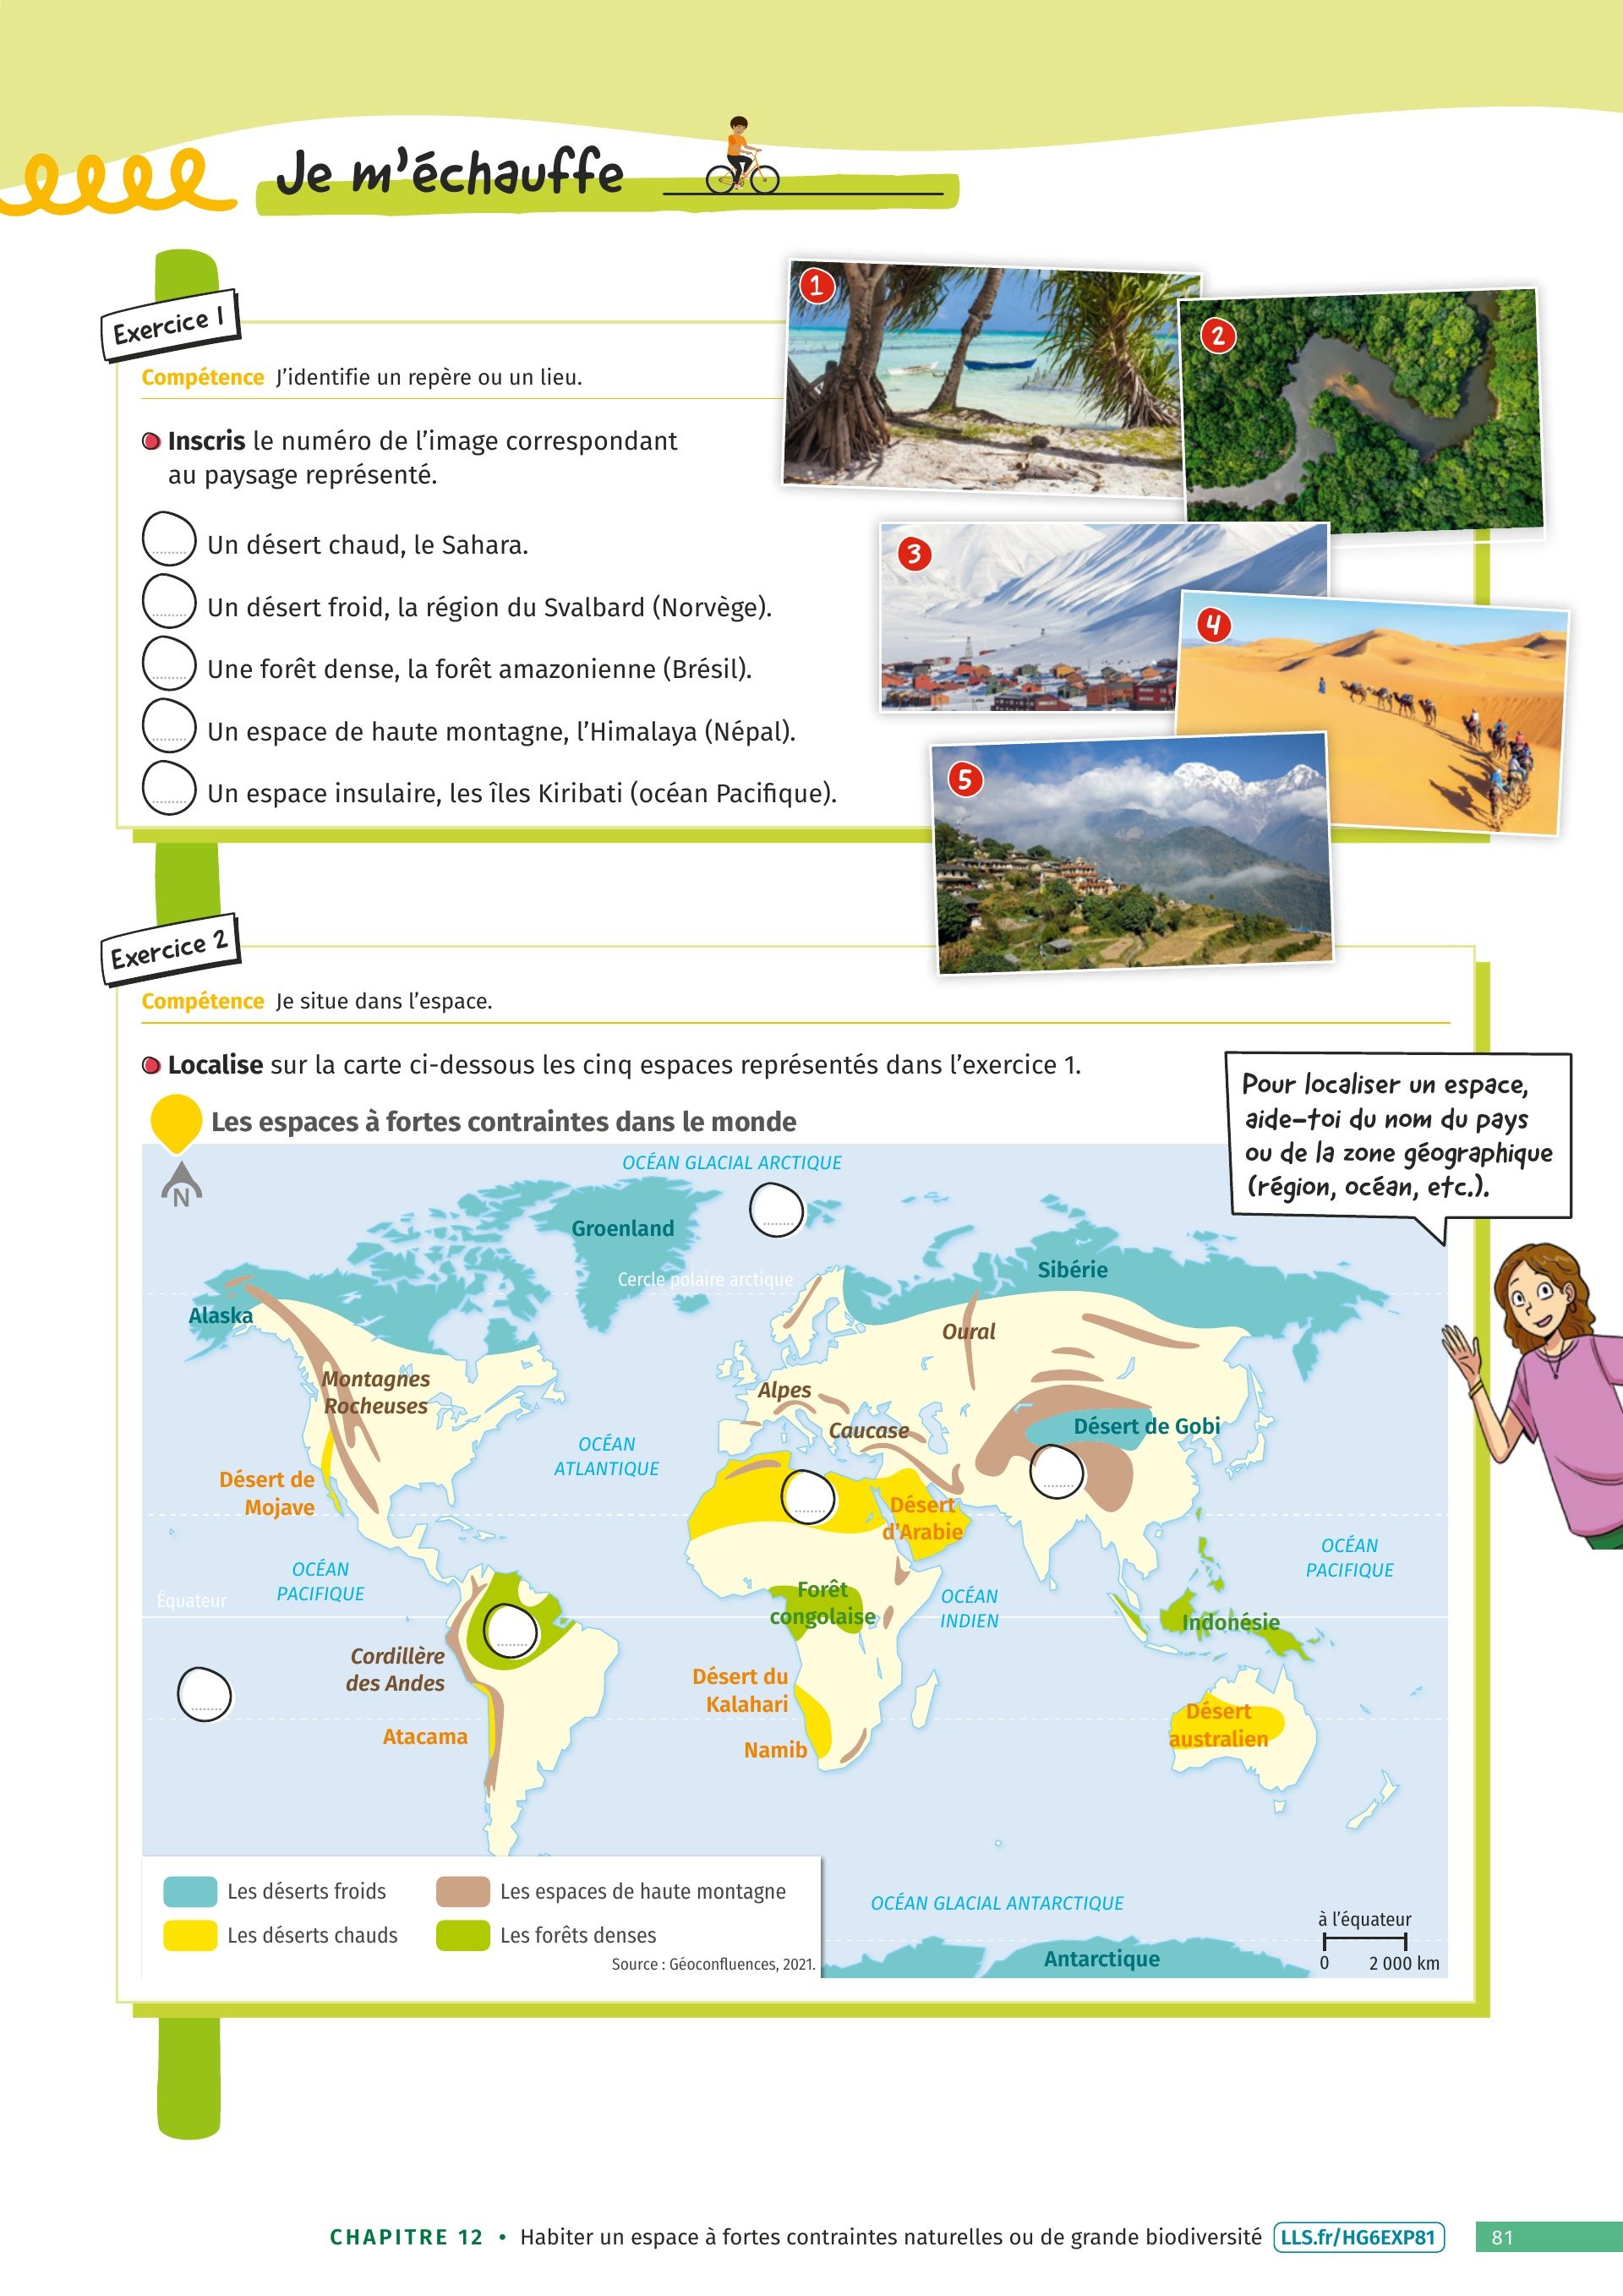 Je m'échauffe
Exercice 1
Compétence J'identifie un repère ou un lieu.
Inscris le numéro de l'image correspondant
au paysage représenté.
........ Un désert chaud, le Sahara.
........ Un désert froid, la région du Svalbard (Norvège).
........ Une forêt dense, la forêt amazonienne (Brésil).
........ Un espace de haute montagne, l'Himalaya (Népal).
........ Un espace insulaire, les îles Kiribati (océan Pacifique).
1
2
3
4
5
Exercice 2
Compétence Je situe dans l'espace.
Localise sur la carte ci-dessous les cinq espaces représentés dans l'exercice 1.
Pour localiser un espace,
aide-toi du nom du pays
ou de la zone géographique
(région, océan, etc.).
Les espaces à fortes contraintes dans le monde
N
OCÉAN GLACIAL ARCTIQUE
........
Groenland
Cercle polaire arctique
Sibérie
Alaska
Oural
Montagnes
Rocheuses
Alpes
Caucase
Désert de Gobi
OCÉAN
ATLANTIQUE
Désert de
Mojave
........
........
Désert
d'Arabie
OCÉAN
PACIFIQUE
OCÉAN
PACIFIQUE
Équateur
Forêt
congolaise
OCÉAN
INDIEN
Indonésie
........
Cordillère
des Andes
........
Désert du
Kalahari
Atacama
Namib
Désert
australien
Les déserts froids
Les espaces de haute montagne
Les déserts chauds
Les forêts denses
Source : Géoconfluences, 2021.
OCÉAN GLACIAL ANTARCTIQUE
Antarctique
à l'équateur
0 2 000 km
CHAPITRE 12 • Habiter un espace à fortes contraintes naturelles ou de grande biodiversité LLS.fr/HG6EXP81 81